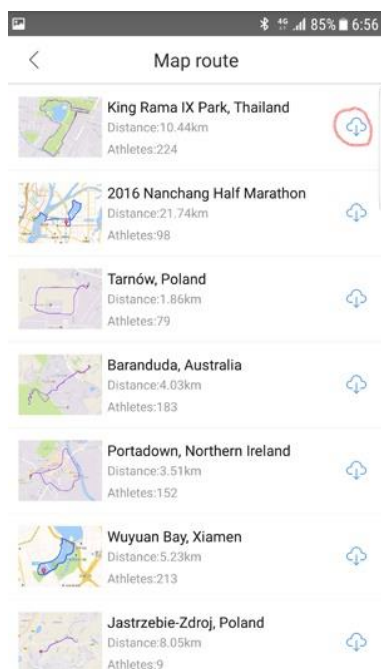 4G 85% 6:56
Map route
King Rama IX Park, Thailand
Distance:10.44km
Athletes:224
2016 Nanchang Half Marathon
Distance:21.74km
Athletes:98
Tarnów, Poland
Distance:1.86km
Athletes:79
Baranduda, Australia
Distance:4.03km
Athletes:183
Portadown, Northern Ireland
Distance:3.51km
Athletes:152
Wuyuan Bay, Xiamen
Distance:5.23km
Athletes:213
Jastrzebie-Zdroj, Poland
Distance:8.05km
Athletes:9